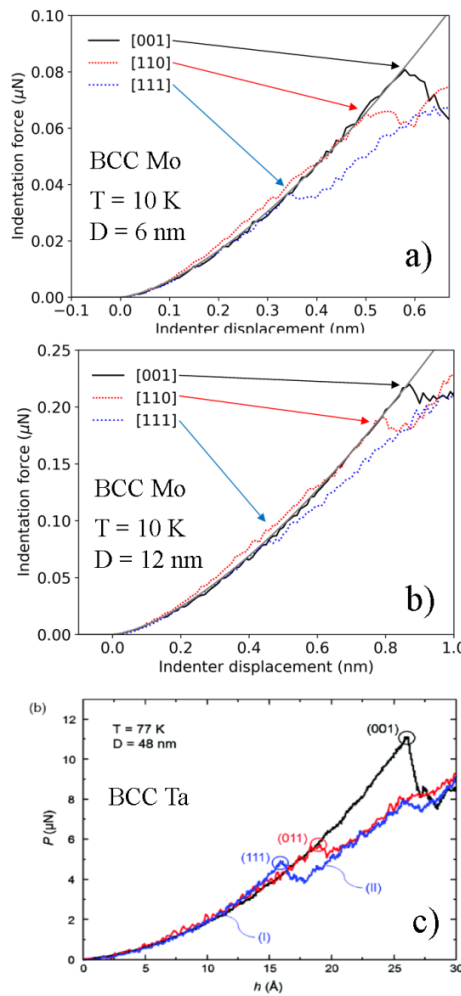 0.10
0.08
0.06
0.04
0.02
0.00
Indentation force (μN)
[001]
[110]
[111]
BCC Mo
T = 10 K
D = 6 nm
a)
−0.1 0.0 0.1 0.2 0.3 0.4 0.5 0.6
Indenter displacement (nm)
0.25
0.20
0.15
0.10
0.05
0.00
Indentation force (μN)
[001]
[110]
[111]
BCC Mo
T = 10 K
D = 12 nm
b)
0.0 0.2 0.4 0.6 0.8 1.0
Indenter displacement (nm)
(b)
10
8
6
4
2
0
P (μN)
T = 77 K
D = 48 nm
BCC Ta
(001)
(011)
(111)
(I)
(II)
c)
0 5 10 15 20 25 30
h (Å)